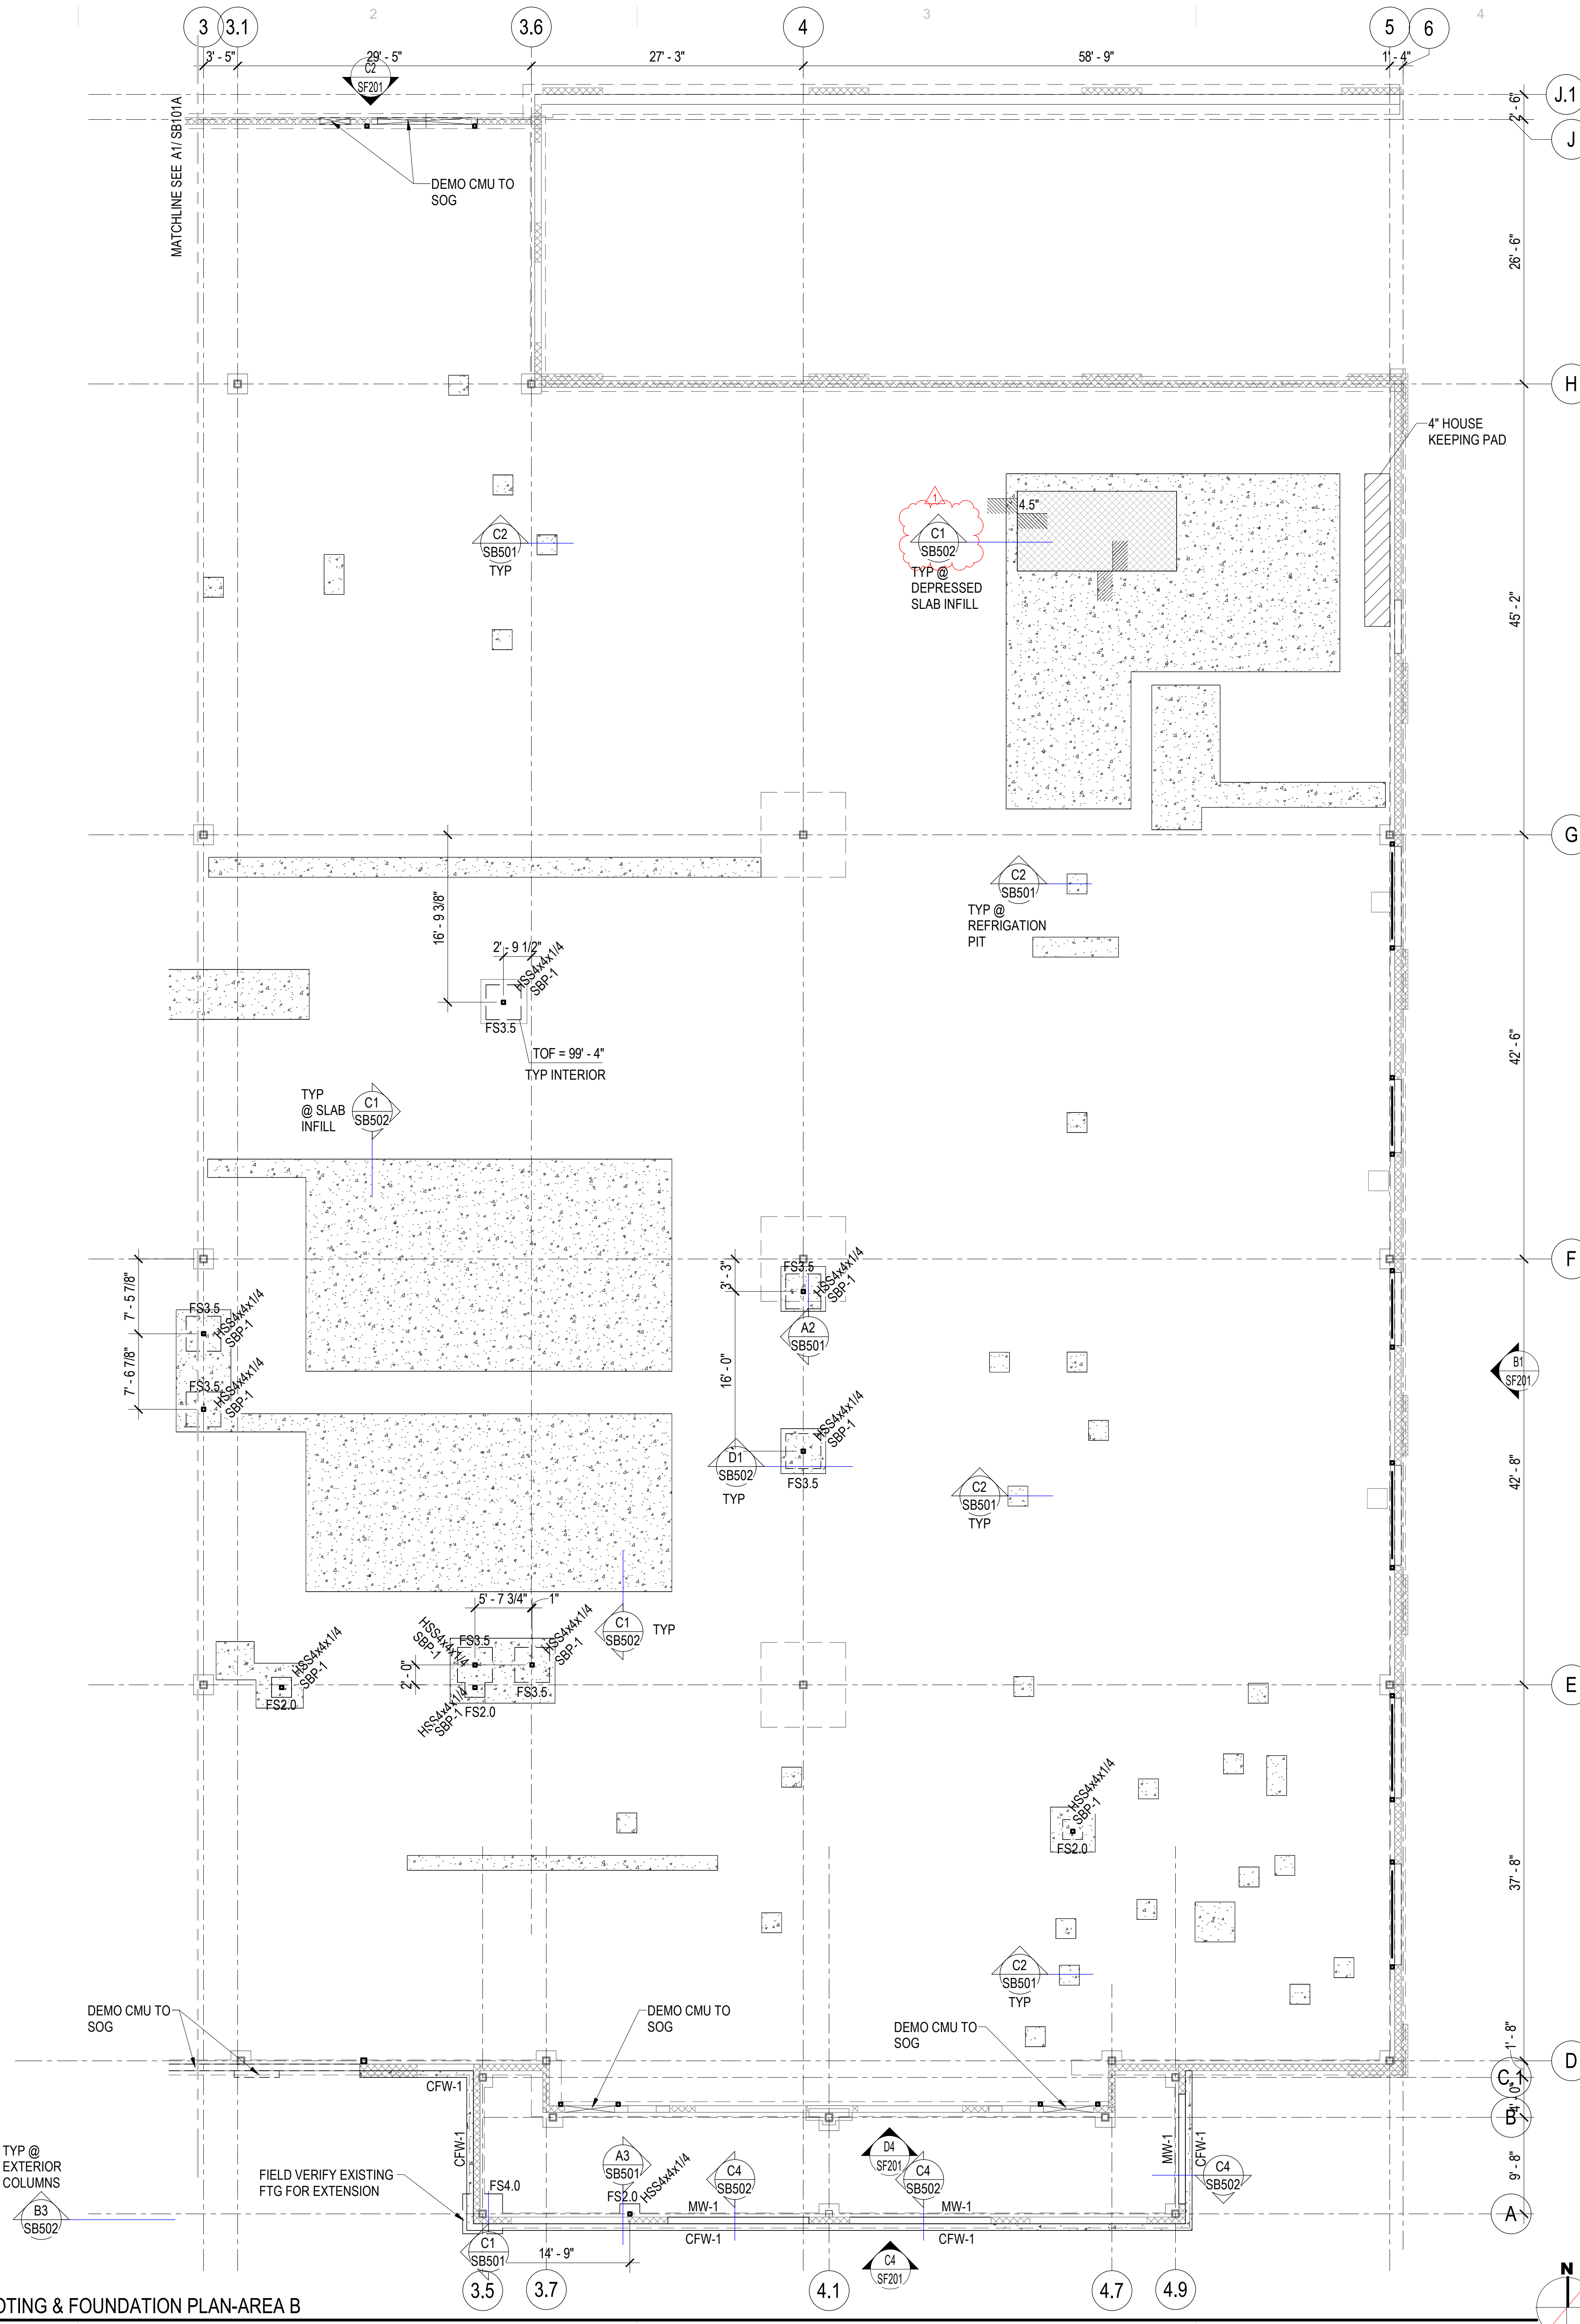 2
3
4
3
3.1
3.6
4
5
6
3' - 5"
29' - 5"
27' - 3"
58' - 9"
1' - 4"
C2
SF201
J.1
2' - 6"
J
MATCHLINE SEE A1/ SB101A
DEMO CMU TO
SOG
26' - 6"
H
4" HOUSE
KEEPING PAD
1
4.5"
C2
SB501
TYP
C1
SB502
TYP @
DEPRESSED
SLAB INFILL
45' - 2"
G
16' - 9 3/8"
C2
SB501
TYP @
REFRIGATION
PIT
2' - 9 1/2"
HSS4x4x1/4
SBP-1
FS3.5
TOF = 99' - 4"
TYP INTERIOR
42' - 6"
TYP
@ SLAB
INFILL
C1
SB502
F
7' - 5 7/8"
FS3.5
HSS4x4x1/4
SBP-1
7' - 6 7/8"
FS3.5
HSS4x4x1/4
SBP-1
3' - 3"
FS3.5
HSS4x4x1/4
SBP-1
A2
SB501
16' - 0"
HSS4x4x1/4
SBP-1
D1
SB502
TYP
FS3.5
B1
SF201
C2
SB501
TYP
42' - 8"
5' - 7 3/4"
1"
C1
SB502
TYP
HSS4x4x1/4
SBP-1
FS3.5
HSS4x4x1/4
SBP-1
FS3.5
2' - 0"
HSS4x4x1/4
SBP-1
FS2.0
HSS4x4x1/4
SBP-1
FS2.0
E
HSS4x4x1/4
SBP-1
FS2.0
37' - 8"
C2
SB501
TYP
DEMO CMU TO
SOG
DEMO CMU TO
SOG
DEMO CMU TO
SOG
1' - 8"
D
C.1
4' - 0"
B
CFW-1
CFW-1
TYP @
EXTERIOR
COLUMNS
B3
SB502
FIELD VERIFY EXISTING
FTG FOR EXTENSION
FS4.0
A3
SB501
FS2.0
HSS4x4x1/4
C4
SB502
D4
SF201
C4
SB502
MW-1
CFW-1
C4
SB502
9' - 8"
MW-1
MW-1
A
CFW-1
CFW-1
C1
SB501
14' - 9"
C4
SF201
3.5
3.7
4.1
4.7
4.9
N
OTING & FOUNDATION PLAN-AREA B